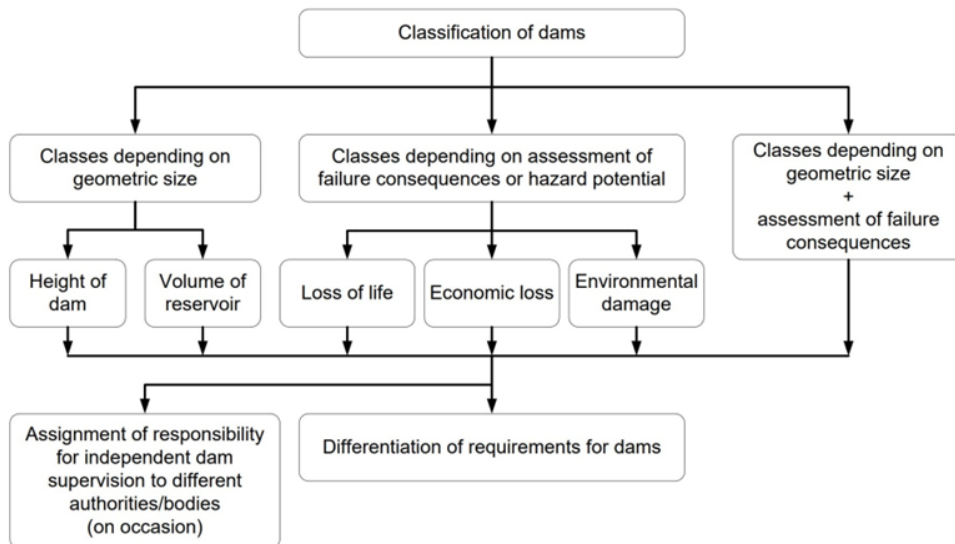 Classification of dams
Classes depending on
geometric size
Classes depending on assessment of
failure consequences or hazard potential
Classes depending on
geometric size
+
assessment of failure
consequences
Height of
dam
Volume of
reservoir
Loss of life
Economic loss
Environmental
damage
Assignment of responsibility
for independent dam
supervision to different
authorities/bodies
(on occasion)
Differentiation of requirements for dams